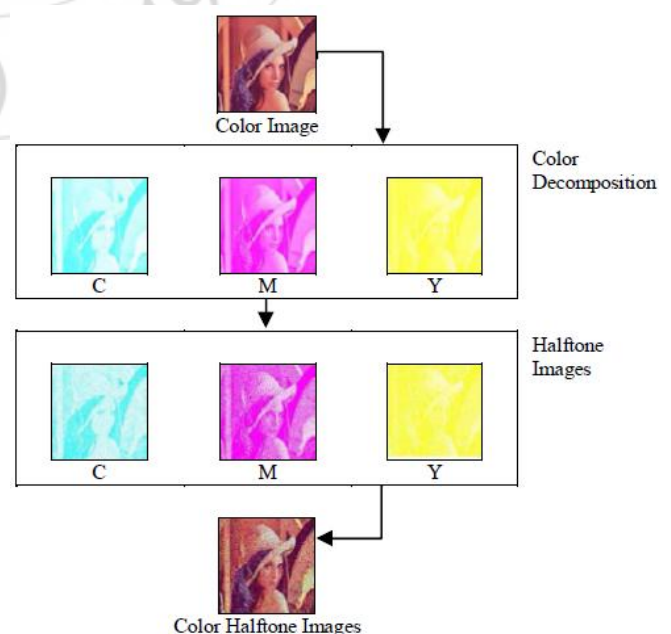 Color Image
Color
Decomposition
C M Y
Halftone
Images
C M Y
Color Halftone Images